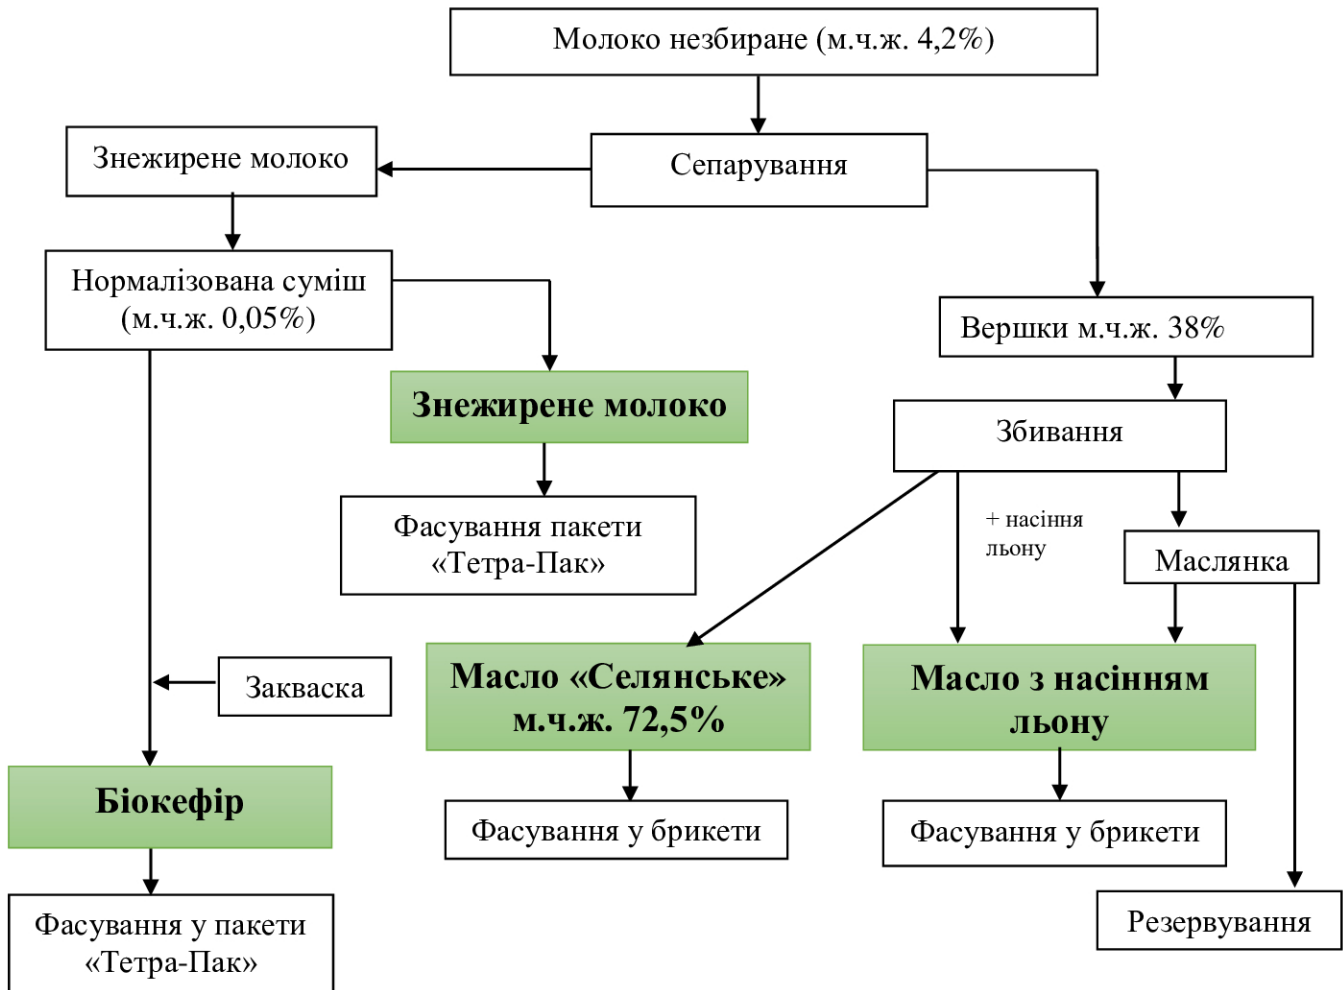 Молоко незбиране (м.ч.ж. 4,2%)
Знежирене молоко
Сепарування
Нормалізована суміш
(м.ч.ж. 0,05%)
Вершки м.ч.ж. 38%
Знежирене молоко
Збивання
Фасування пакети
«Тетра-Пак»
+ насіння
льону
Маслянка
Закваска
Масло «Селянське»
м.ч.ж. 72,5%
Масло з насінням
льону
Біокефір
Фасування у брикети
Фасування у брикети
Фасування у пакети
«Тетра-Пак»
Резервування